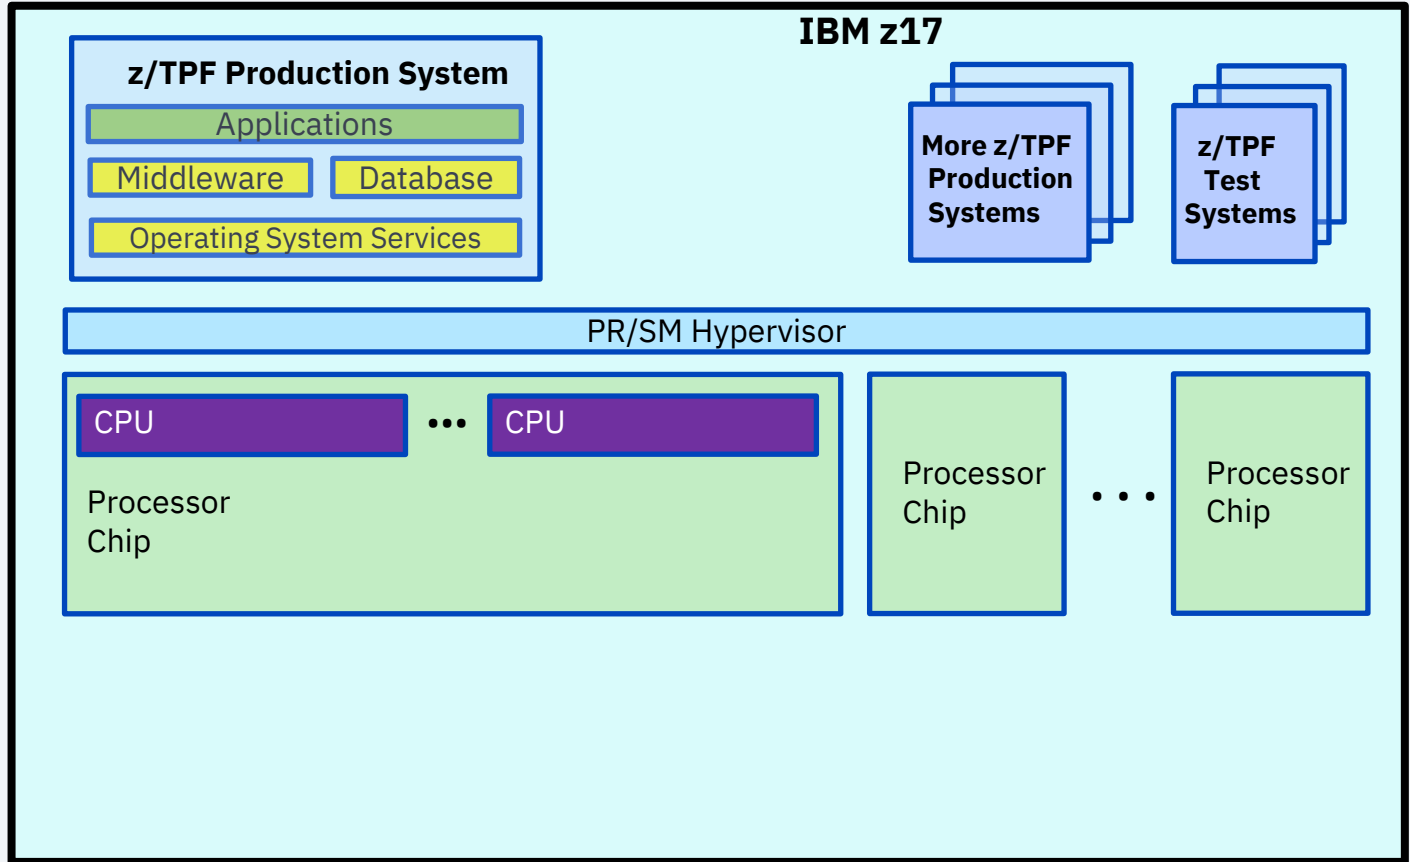 IBM z17
z/TPF Production System
Applications
Middleware
Database
Operating System Services
More z/TPF
Production
Systems
z/TPF
Test
Systems
PR/SM Hypervisor
CPU
•••
CPU
Processor
Chip
Processor
Chip
. . .
Processor
Chip